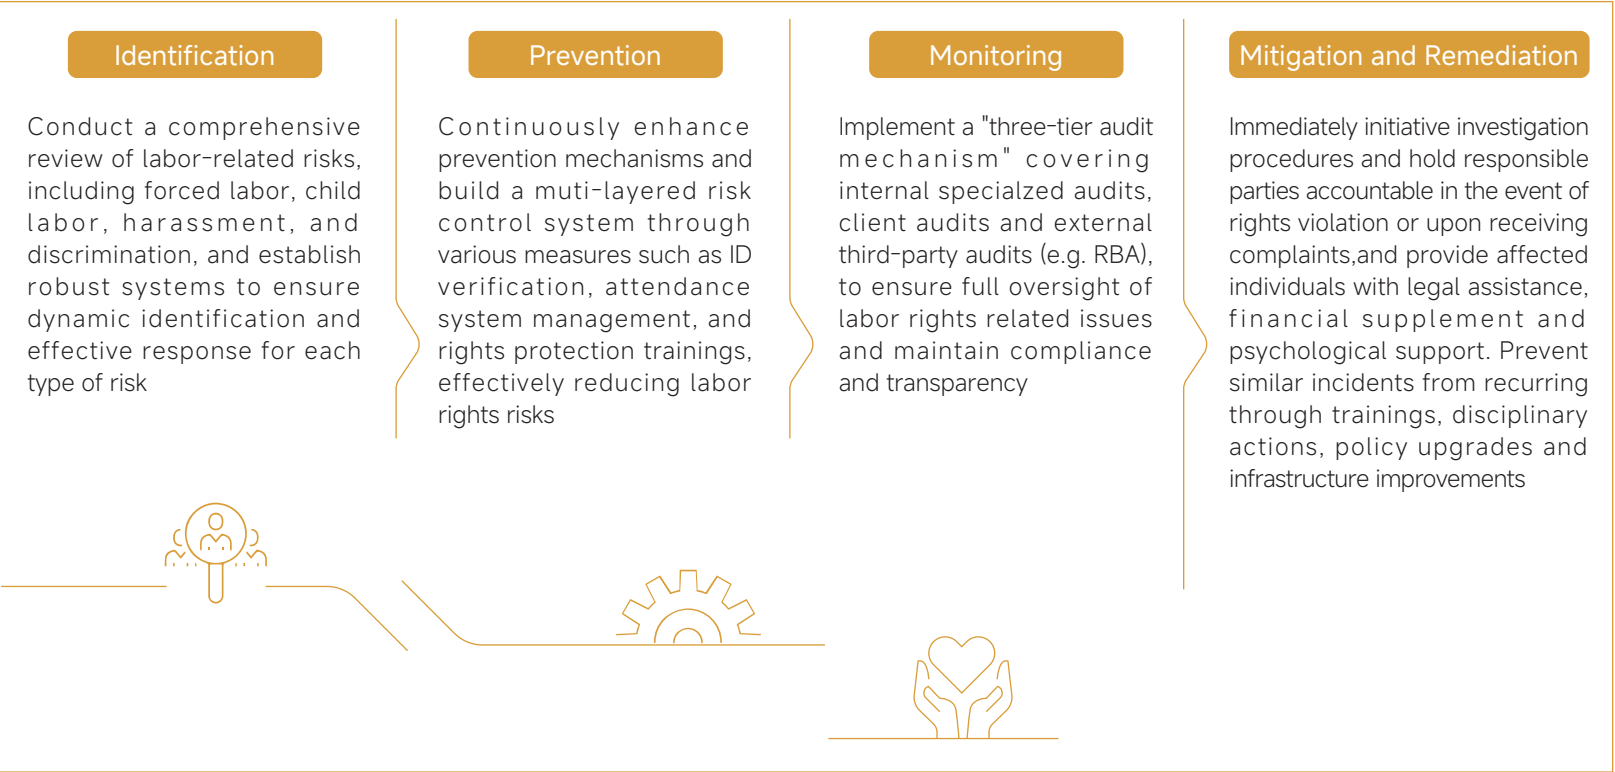 Identification
Conduct a comprehensive
review of labor-related risks,
including forced labor, child
labor, harassment, and
discrimination, and establish
robust systems to ensure
dynamic identification and
effective response for each
type of risk
Prevention
Continuously enhance
prevention mechanisms and
build a muti-layered risk
control system through
various measures such as ID
verification, attendance
system management, and
rights protection trainings,
effectively reducing labor
rights risks
Monitoring
Implement a "three-tier audit
mechanism" covering
internal specialzed audits,
client audits and external
third-party audits (e.g. RBA),
to ensure full oversight of
labor rights related issues
and maintain compliance
and transparency
Mitigation and Remediation
Immediately initiative investigation
procedures and hold responsible
parties accountable in the event of
rights violation or upon receiving
complaints,and provide affected
individuals with legal assistance,
financial supplement and
psychological support. Prevent
similar incidents from recurring
through trainings, disciplinary
actions, policy upgrades and
infrastructure improvements